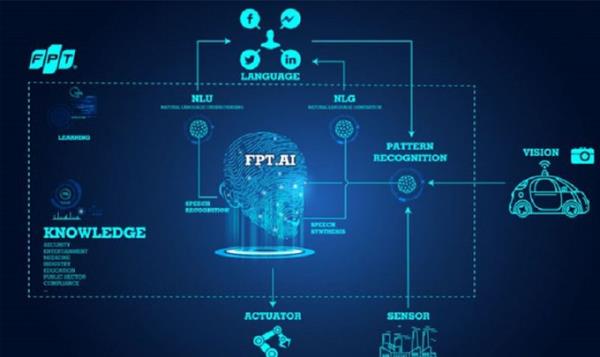 FPT
LANGUAGE
NLU
NATURAL LANGUAGE UNDERSTANDING
NLG
NATURAL LANGUAGE GENERATION
LEARNING
FPT.AI
PATTERN
RECOGNITION
VISION
SPEECH
RECOGNITION
SPEECH
SYNTHESIS
KNOWLEDGE
SECURITY
ENTERTAINMENT
MEDICINE
INDUSTRY
EDUCATION
PUBLIC SECTOR
COMPLIANCE
...
ACTUATOR
SENSOR